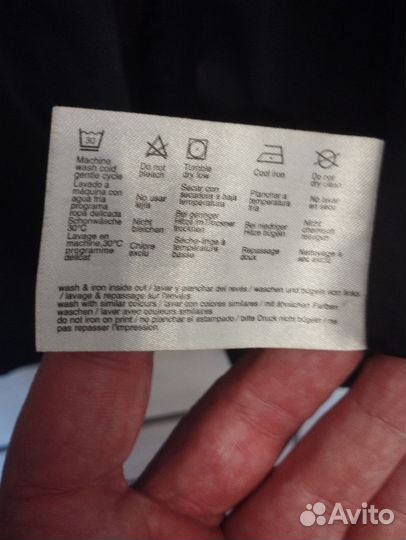 30
Machine
wash cold
gentle cycle
Lavado a
máquina con
agua fria
programa
ropa delicada
Schonwäsche
30°C
Lavage en
machine,30°C
programme
délicat
Do not
bleach
No usar
lejia
Nicht
bleichen
Chlore
exclu
Tumble
dry low
Secar con
secadora a baja
temperatura
Bei geringer
Hitze im Trockner
trocknen
Sèche-linge à
température
basse
Cool iron
Planchar a
temperatura
fria
Bei niedriger
Hitze bügeln
Repassage
doux
Do not
dry clean
No lavar
en seco
Nicht
chemisch
reinigen
Nettoyage à
sec exclu
wash & iron inside out / lavar y planchar del revés / waschen und bügeln von links
/ lavage & repassage sur l'envers
wash with similar colours / lavar con colores similares / mit ähnlichen Farben
waschen / laver avec couleurs similaires
do not iron on print / no planchar el estampado / bitte Druck nicht bügeln / ne
pas repasser l'impression
Avito